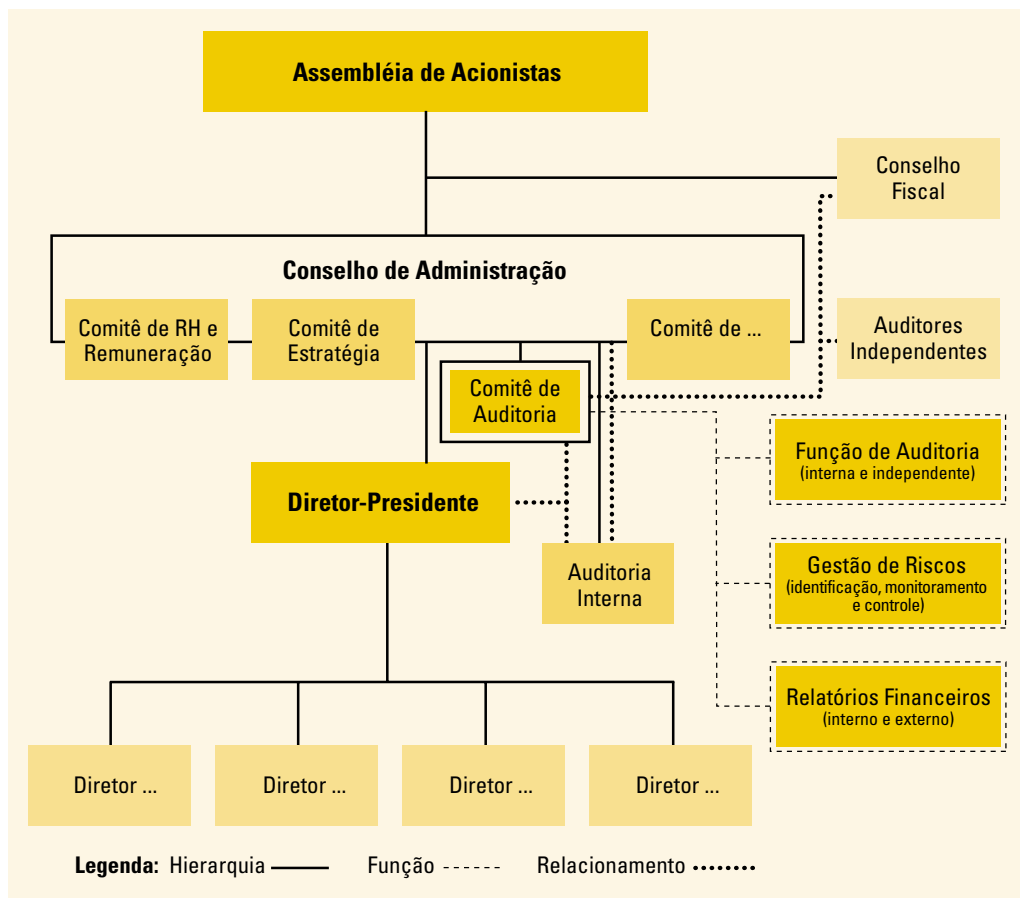 Assembléia de Acionistas
Conselho
Fiscal
Conselho de Administração
Comitê de RH e
Remuneração
Comitê de
Estratégia
Comitê de ...
Auditores
Independentes
Comitê de
Auditoria
Função de Auditoria
(interna e independente)
Diretor-Presidente
Auditoria
Interna
Gestão de Riscos
(identificação, monitoramento
e controle)
Relatórios Financeiros
(interno e externo)
Diretor ...
Diretor ...
Diretor ...
Diretor ...
Legenda: Hierarquia Função Relacionamento